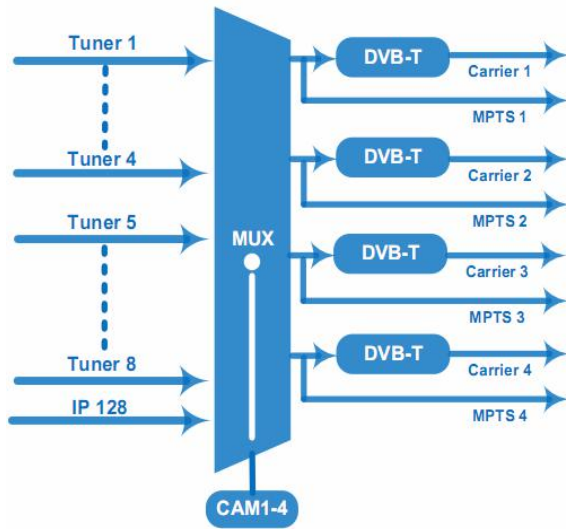 Tuner 1
Tuner 4
Tuner 5
Tuner 8
IP 128
MUX
CAM1-4
DVB-T
Carrier 1
MPTS 1
DVB-T
Carrier 2
MPTS 2
DVB-T
Carrier 3
MPTS 3
DVB-T
Carrier 4
MPTS 4